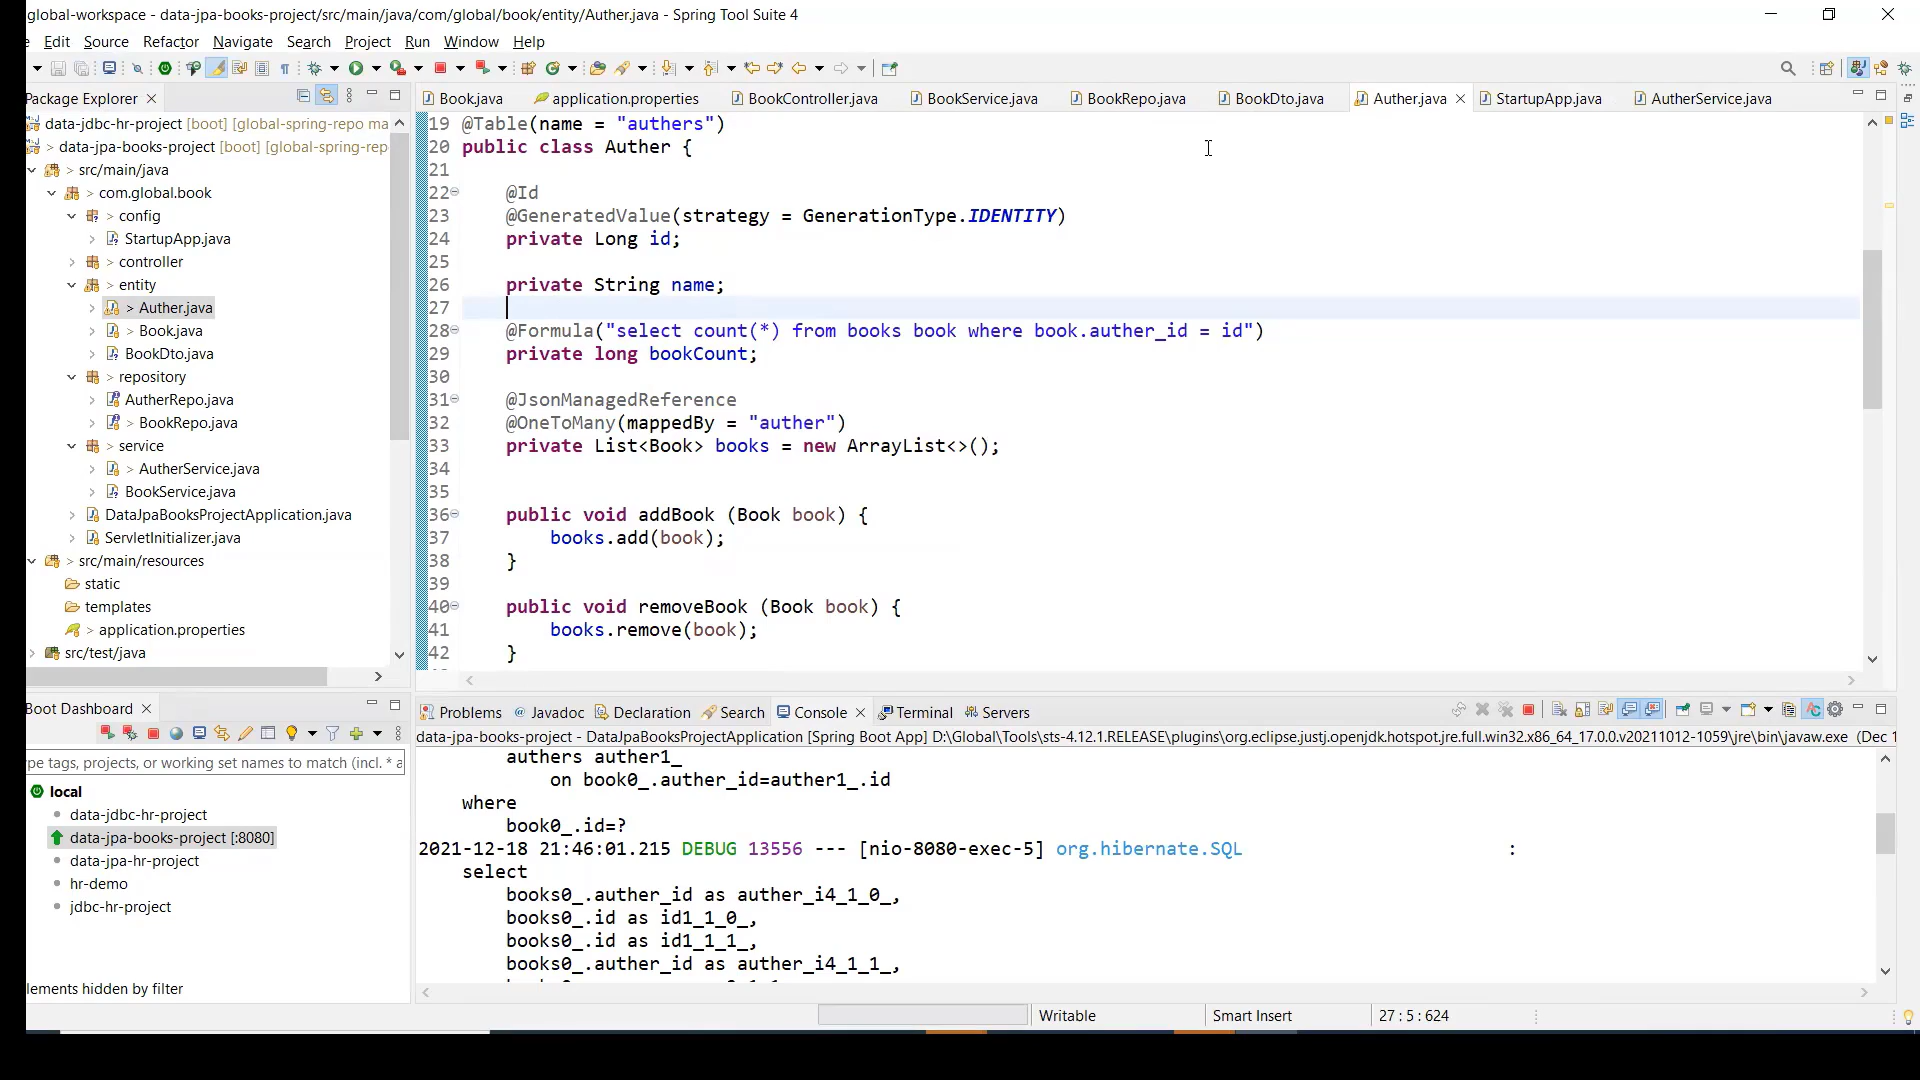 global-workspace - data-jpa-books-project/src/main/java/com/global/book/entity/Auther.java - Spring Tool Suite 4
Edit Source Refactor Navigate Search Project Run Window Help
Package Explorer
data-jdbc-hr-project [boot] [global-spring-repo ma
> data-jpa-books-project [boot] [global-spring-rep
> src/main/java
> com.global.book
> config
StartupApp.java
> controller
> entity
> Auther.java
> Book.java
BookDto.java
> repository
AutherRepo.java
> BookRepo.java
> service
> AutherService.java
BookService.java
DataJpaBooksProjectApplication.java
ServletInitializer.java
> src/main/resources
static
templates
> application.properties
src/test/java
Book.java application.properties BookController.java BookService.java BookRepo.java BookDto.java Auther.java StartupApp.java AutherService.java
19 @Table(name = "authers")
20 public class Auther {
21
22 @Id
23 @GeneratedValue(strategy = GenerationType.IDENTITY)
24 private Long id;
25
26 private String name;
27
28 @Formula("select count(*) from books book where book.auther_id = id")
29 private long bookCount;
30
31 @JsonManagedReference
32 @OneToMany(mappedBy = "auther")
33 private List<Book> books = new ArrayList<>();
34
35
36 public void addBook (Book book) {
37 books.add(book);
38 }
39
40 public void removeBook (Book book) {
41 books.remove(book);
42 }
Boot Dashboard
ype tags, projects, or working set names to match (incl. * a
local
data-jdbc-hr-project
data-jpa-books-project [:8080]
data-jpa-hr-project
hr-demo
jdbc-hr-project
lements hidden by filter
Problems Javadoc Declaration Search Console Terminal Servers
data-jpa-books-project - DataJpaBooksProjectApplication [Spring Boot App] D:\Global\Tools\sts-4.12.1.RELEASE\plugins\org.eclipse.justj.openjdk.hotspot.jre.full.win32.x86_64_17.0.0.v20211012-1059\jre\bin\javaw.exe (Dec 1
authers auther1_
on book0_.auther_id=auther1_.id
where
book0_.id=?
2021-12-18 21:46:01.215 DEBUG 13556 --- [nio-8080-exec-5] org.hibernate.SQL :
select
books0_.auther_id as auther_i4_1_0_,
books0_.id as id1_1_0_,
books0_.id as id1_1_1_,
books0_.auther_id as auther_i4_1_1_,
Writable Smart Insert 27 : 5 : 624